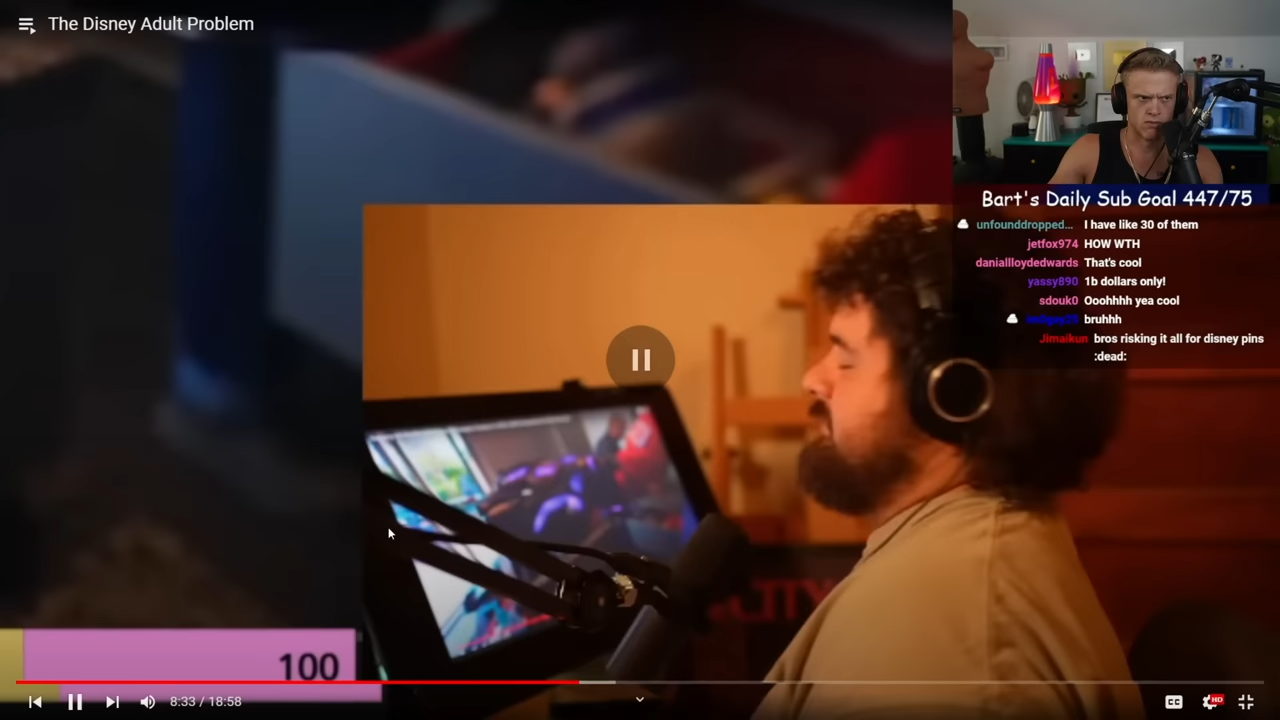 The Disney Adult Problem
Bart's Daily Sub Goal 447/75
unfounddropped... I have like 30 of them
jetfox974 HOW WTH
daniallloydedwards That's cool
yassy890 1b dollars only!
sdouk0 Ooohhhh yea cool
bruhhh
Jimaikun bros risking it all for disney pins
:dead:
100
8:33 / 18:58
CC
HD